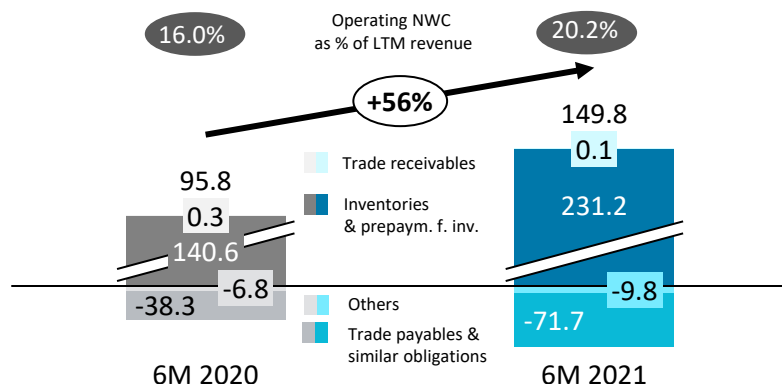 16.0%
Operating NWC
as % of LTM revenue
20.2%
+56%
149.8
0.1
Trade receivables
95.8
0.3
Inventories
& prepaym. f. inv.
231.2
140.6
-6.8
-9.8
Others
-38.3
Trade payables &
similar obligations
-71.7
6M 2020
6M 2021